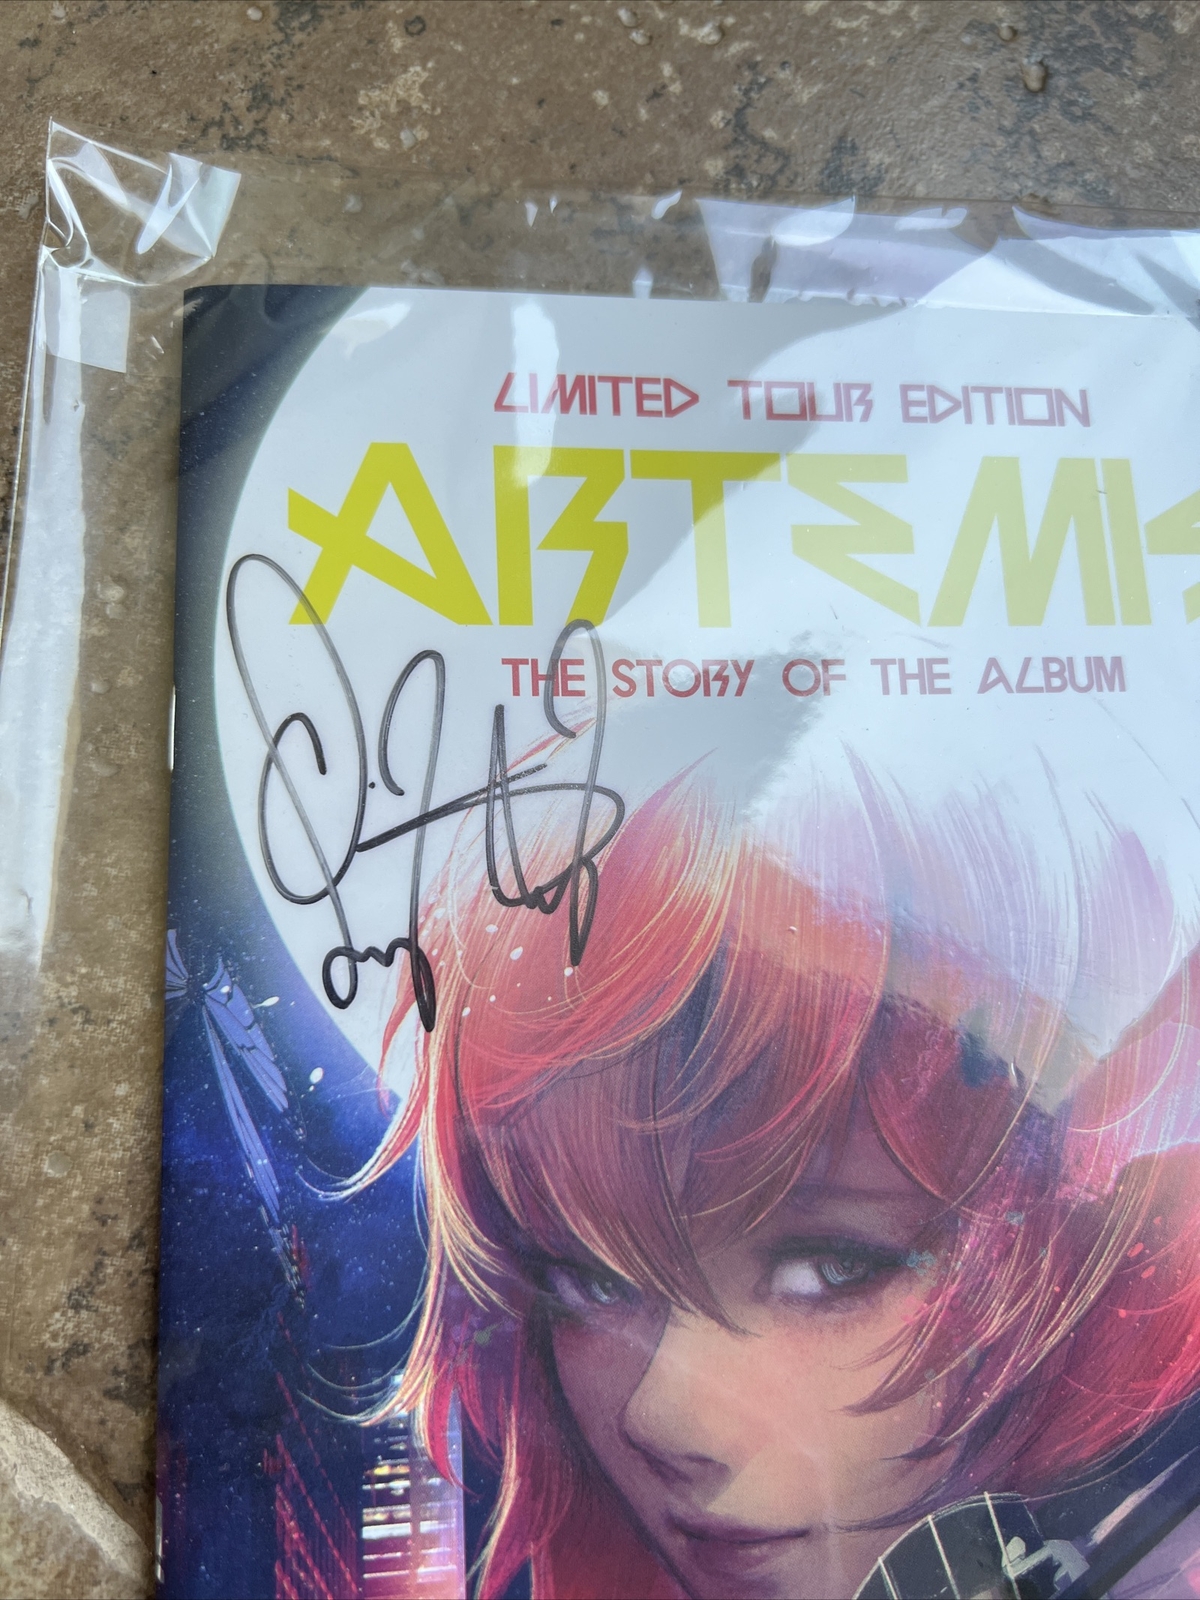 LIMITED TOUR EDITION
ARTEMIS
THE STORY OF THE ALBUM